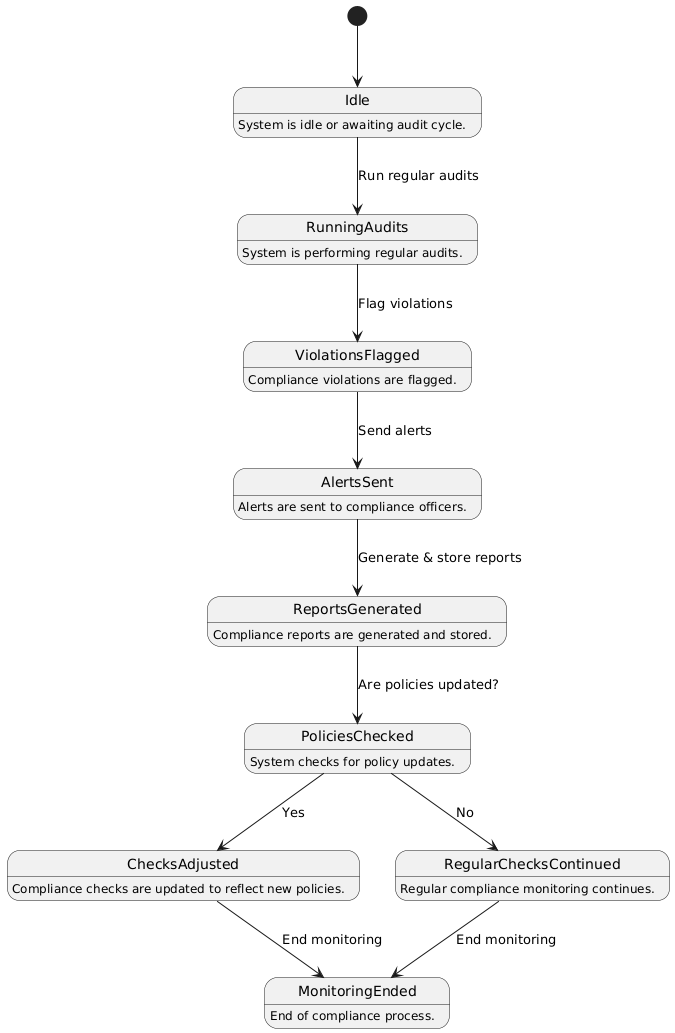 Idle
System is idle or awaiting audit cycle.
Run regular audits
RunningAudits
System is performing regular audits.
Flag violations
ViolationsFlagged
Compliance violations are flagged.
Send alerts
AlertsSent
Alerts are sent to compliance officers.
Generate & store reports
ReportsGenerated
Compliance reports are generated and stored.
Are policies updated?
PoliciesChecked
System checks for policy updates.
Yes
No
ChecksAdjusted
Compliance checks are updated to reflect new policies.
RegularChecksContinued
Regular compliance monitoring continues.
End monitoring
End monitoring
MonitoringEnded
End of compliance process.